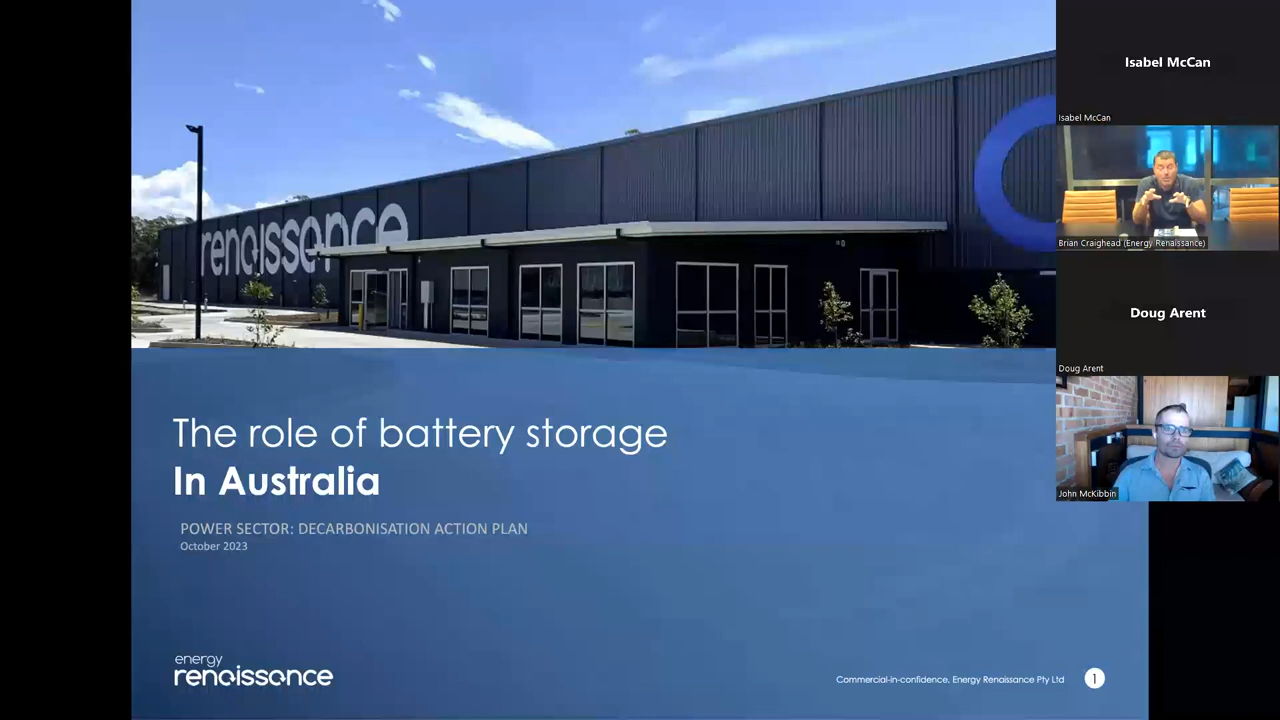 renaissance
The role of battery storage
In Australia
POWER SECTOR: DECARBONISATION ACTION PLAN
October 2023
energy
renaissance
Commercial-in-confidence. Energy Renaissance Pty Ltd
1
Isabel McCan
Isabel McCan
Brian Craighead (Energy Renaissance)
Doug Arent
Doug Arent
John McKibbin